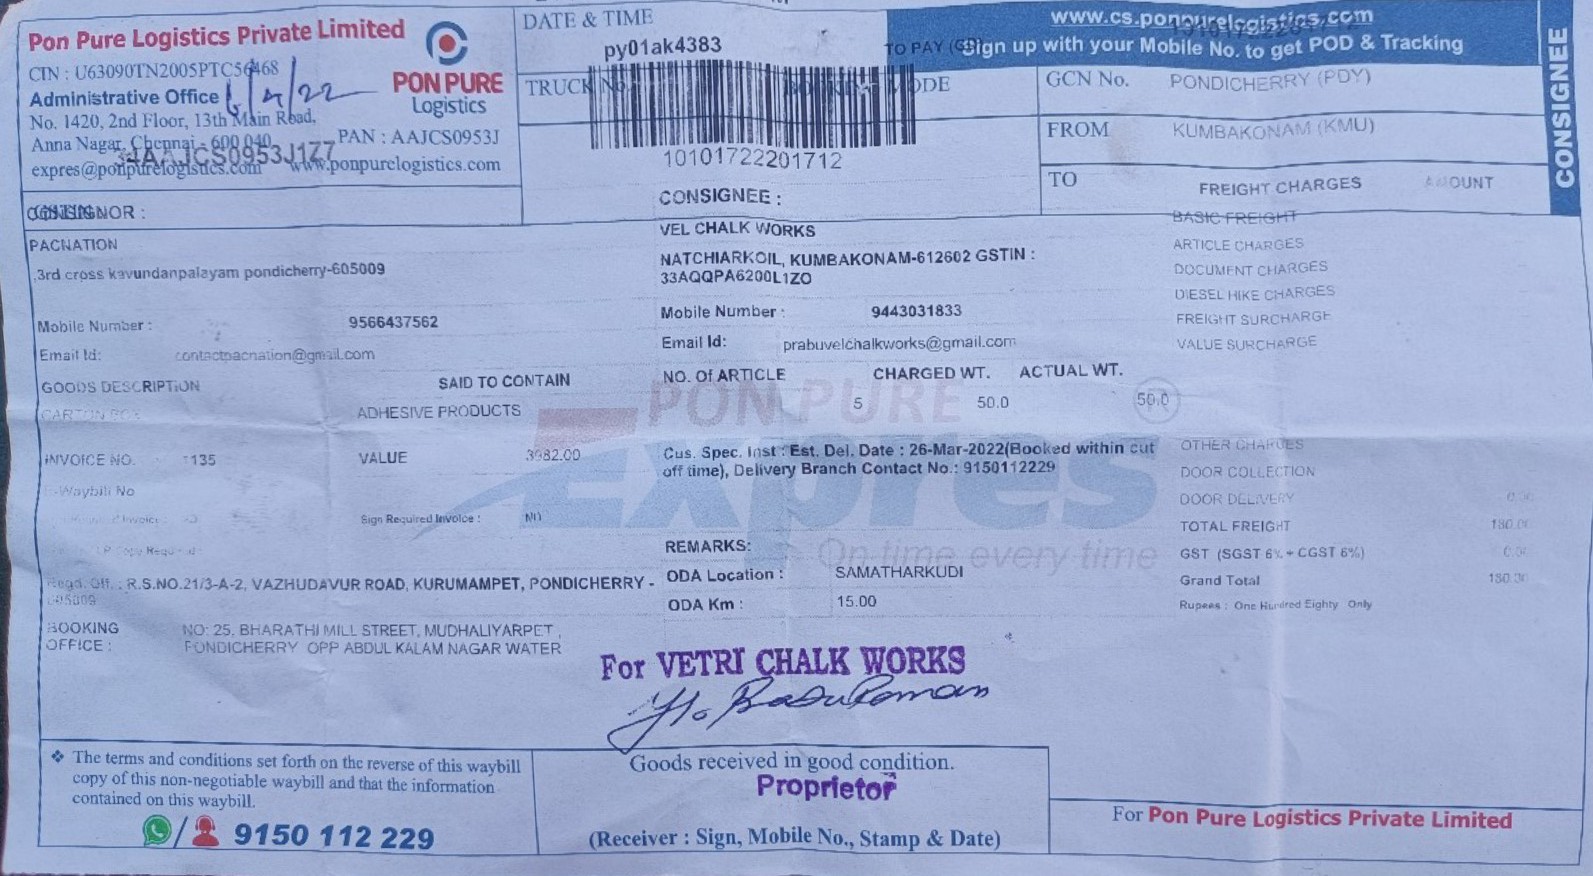 Pon Pure Logistics Private Limited
CIN : U63090TN2005PTC56468
Administrative Office
No. 1420, 2nd Floor, 13th Main Road,
Anna Nagar, Chennai - 600 040
PAN : AAJCS0953J
34AAJCS0953J1Z7
expres@ponpurelogistics.com www.ponpurelogistics.com
PON PURE
Logistics
DATE & TIME
py01ak4383
TRUCK No.
TO PAY
10101722201712
www.cs.ponpurelogistics.com
Sign up with your Mobile No. to get POD & Tracking
CONSIGNEE
GCN No. PONDICHERRY (PDY)
FROM KUMBAKONAM (KMU)
TO
FREIGHT CHARGES AMOUNT
CONSIGNOR :
PACNATION
3rd cross kavundanpalayam pondicherry-605009
Mobile Number : 9566437562
Email Id: contactpacnation@gmail.com
CONSIGNEE :
VEL CHALK WORKS
NATCHIARKOIL, KUMBAKONAM-612602 GSTIN :
33AQQPA6200L1ZO
Mobile Number : 9443031833
Email Id: prabuvelchalkworks@gmail.com
BASIC FREIGHT
ARTICLE CHARGES
DOCUMENT CHARGES
DIESEL HIKE CHARGES
FREIGHT SURCHARGE
VALUE SURCHARGE
GOODS DESCRIPTION SAID TO CONTAIN
NO. Of ARTICLE CHARGED WT. ACTUAL WT.
CARTON BOX ADHESIVE PRODUCTS 5 50.0 50.0
PON PURE
Expres
On time every time
INVOICE NO. 135 VALUE 3982.00
Cus. Spec. Inst : Est. Del. Date : 26-Mar-2022(Booked within cut
off time), Delivery Branch Contact No.: 9150112229
E-Waybill No
Sign Required Invoice : NO
OTHER CHARGES
DOOR COLLECTION
DOOR DELIVERY
TOTAL FREIGHT 180.00
GST (SGST 6% + CGST 6%)
Grand Total
Rupees : One Hundred Eighty Only
REMARKS:
ODA Location : SAMATHARKUDI
ODA Km : 15.00
Regd. Off. : R.S.NO.21/3-A-2, VAZHUDAVUR ROAD, KURUMAMPET, PONDICHERRY -
605009
BOOKING OFFICE : NO: 25, BHARATHI MILL STREET, MUDHALIYARPET ,
PONDICHERRY OPP ABDUL KALAM NAGAR WATER
For VETRI CHALK WORKS
Goods received in good condition.
Proprietor
(Receiver : Sign, Mobile No., Stamp & Date)
❖ The terms and conditions set forth on the reverse of this waybill
copy of this non-negotiable waybill and that the information
contained on this waybill.
9150 112 229
For Pon Pure Logistics Private Limited